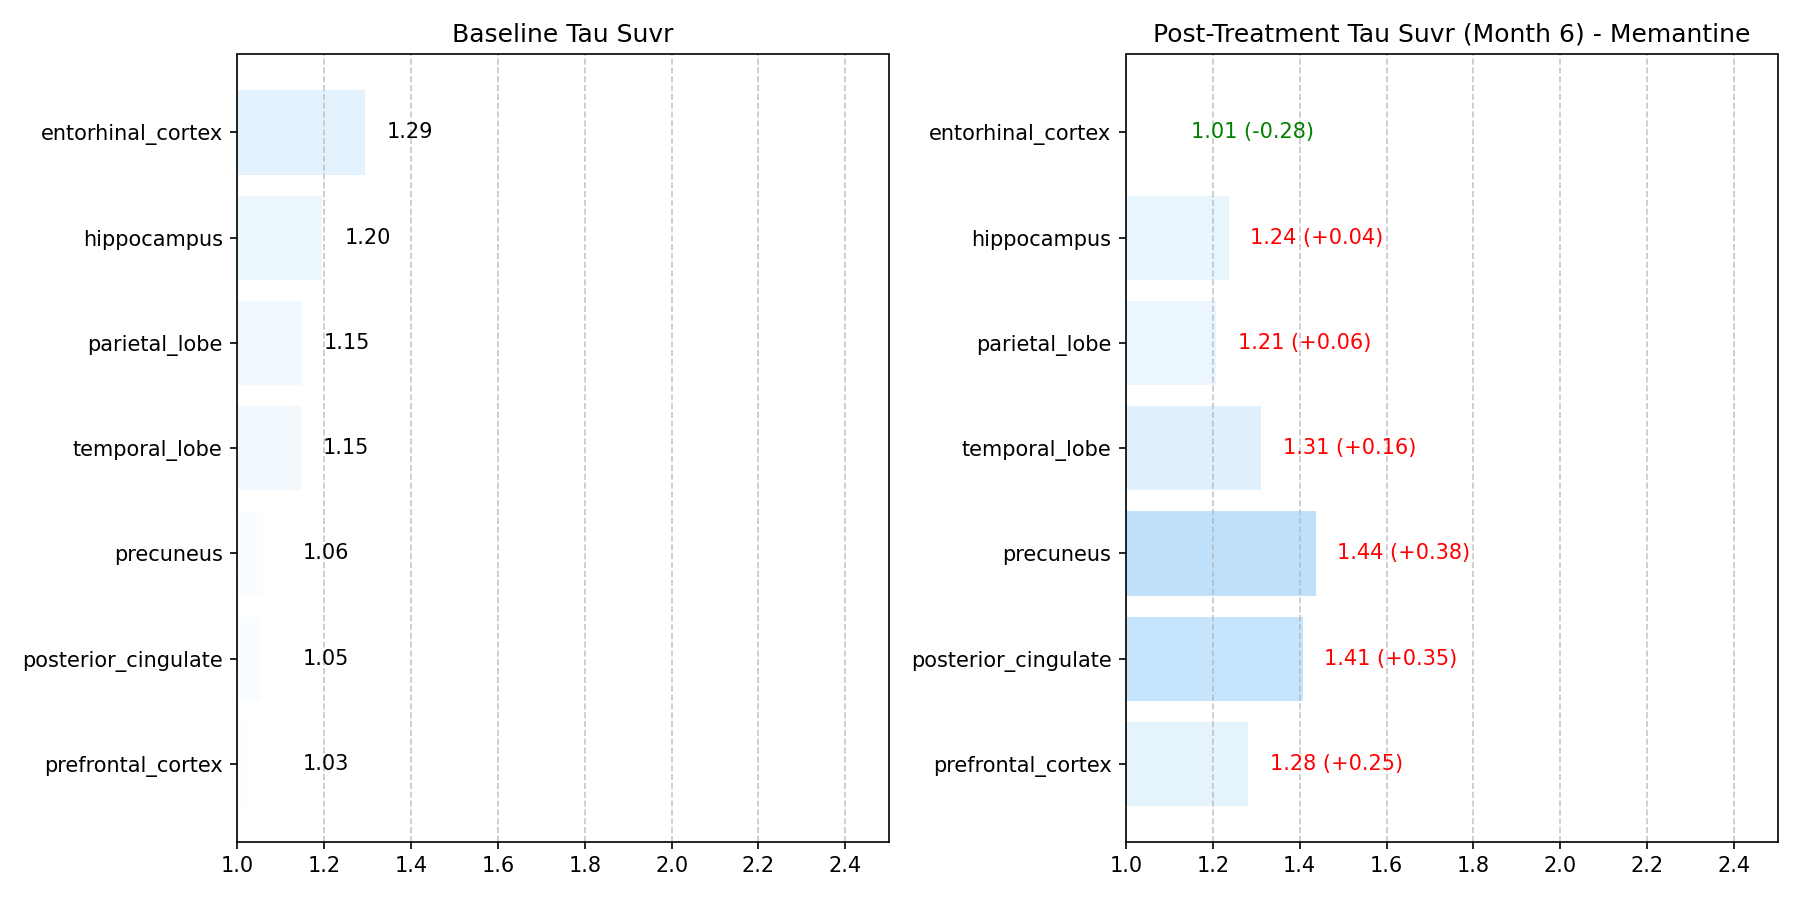 Baseline Tau Suvr
entorhinal_cortex
1.29
hippocampus
1.20
parietal_lobe
1.15
temporal_lobe
1.15
precuneus
1.06
posterior_cingulate
1.05
prefrontal_cortex
1.03
1.0 1.2 1.4 1.6 1.8 2.0 2.2 2.4
Post-Treatment Tau Suvr (Month 6) - Memantine
entorhinal_cortex
1.01 (-0.28)
hippocampus
1.24 (+0.04)
parietal_lobe
1.21 (+0.06)
temporal_lobe
1.31 (+0.16)
precuneus
1.44 (+0.38)
posterior_cingulate
1.41 (+0.35)
prefrontal_cortex
1.28 (+0.25)
1.0 1.2 1.4 1.6 1.8 2.0 2.2 2.4